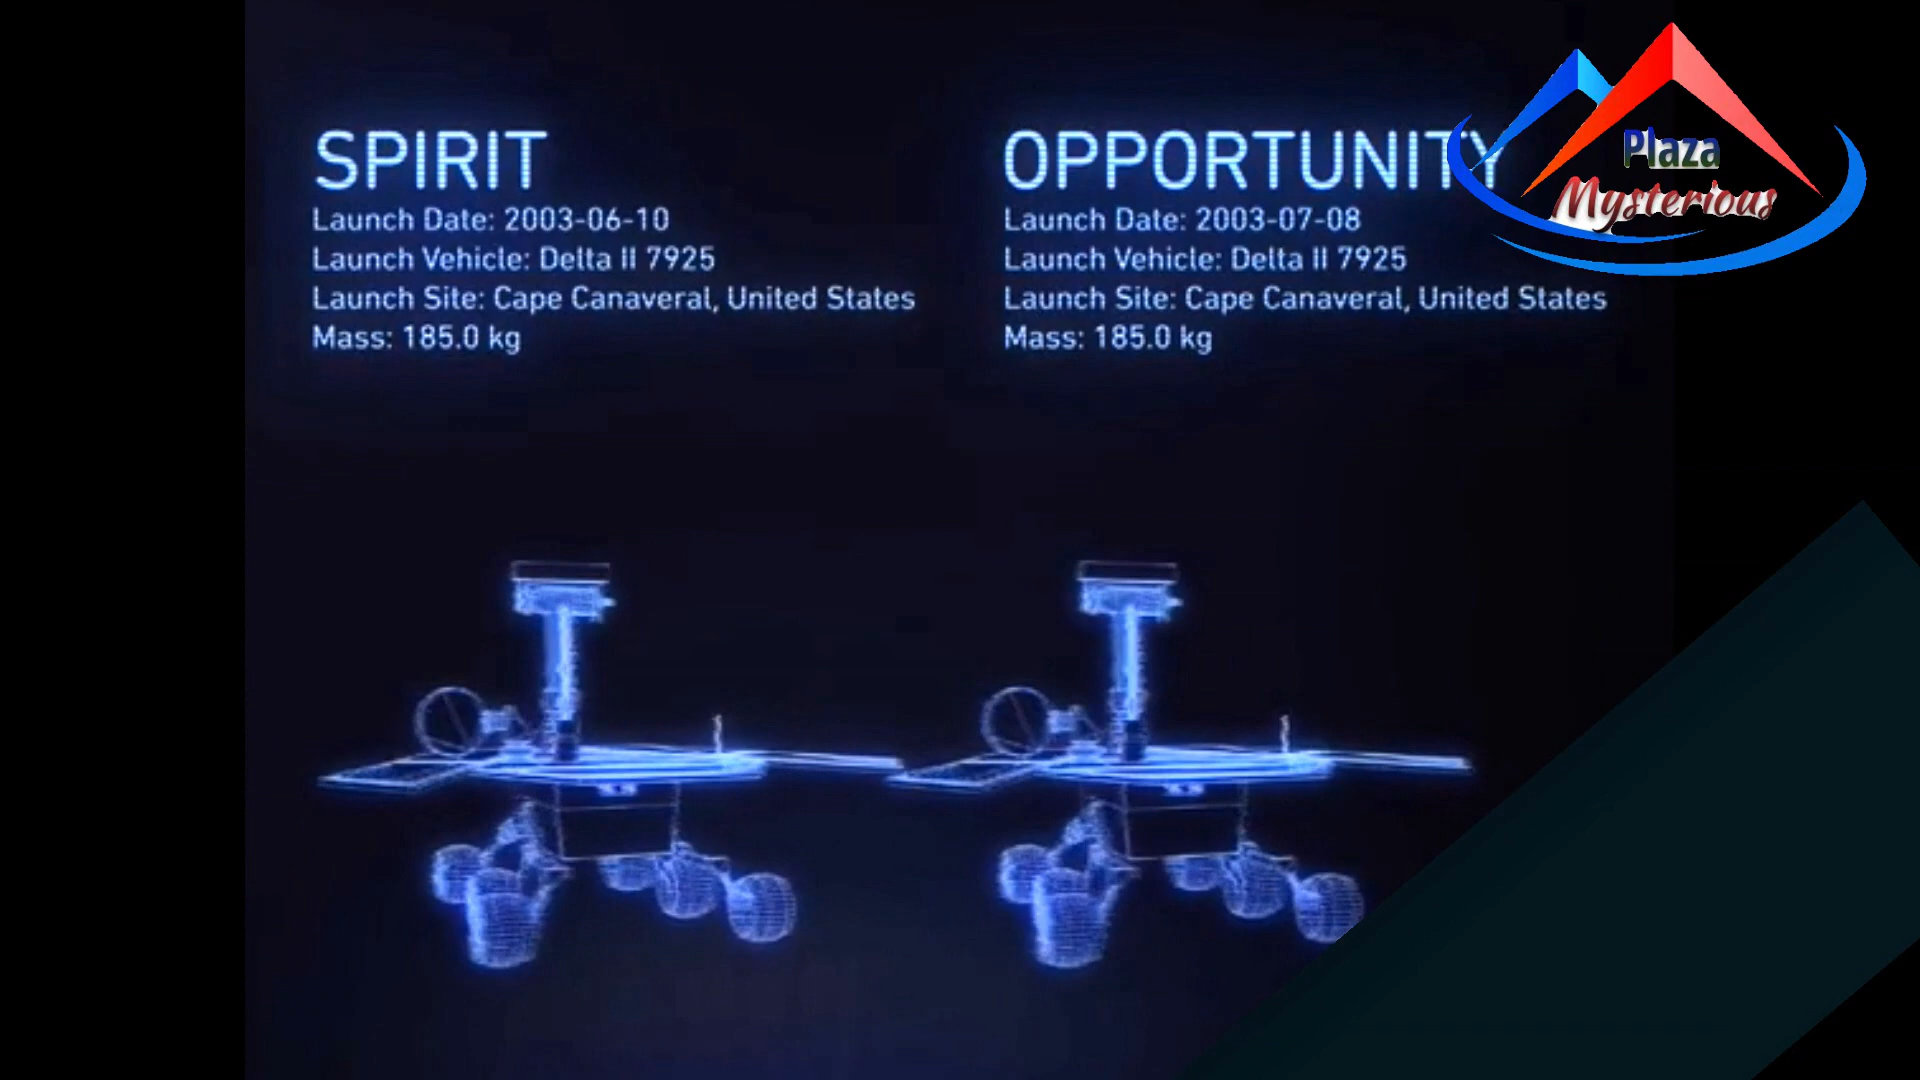 SPIRIT
Launch Date: 2003-06-10
Launch Vehicle: Delta II 7925
Launch Site: Cape Canaveral, United States
Mass: 185.0 kg
OPPORTUNITY
Launch Date: 2003-07-08
Launch Vehicle: Delta II 7925
Launch Site: Cape Canaveral, United States
Mass: 185.0 kg
Plaza
Mysterious